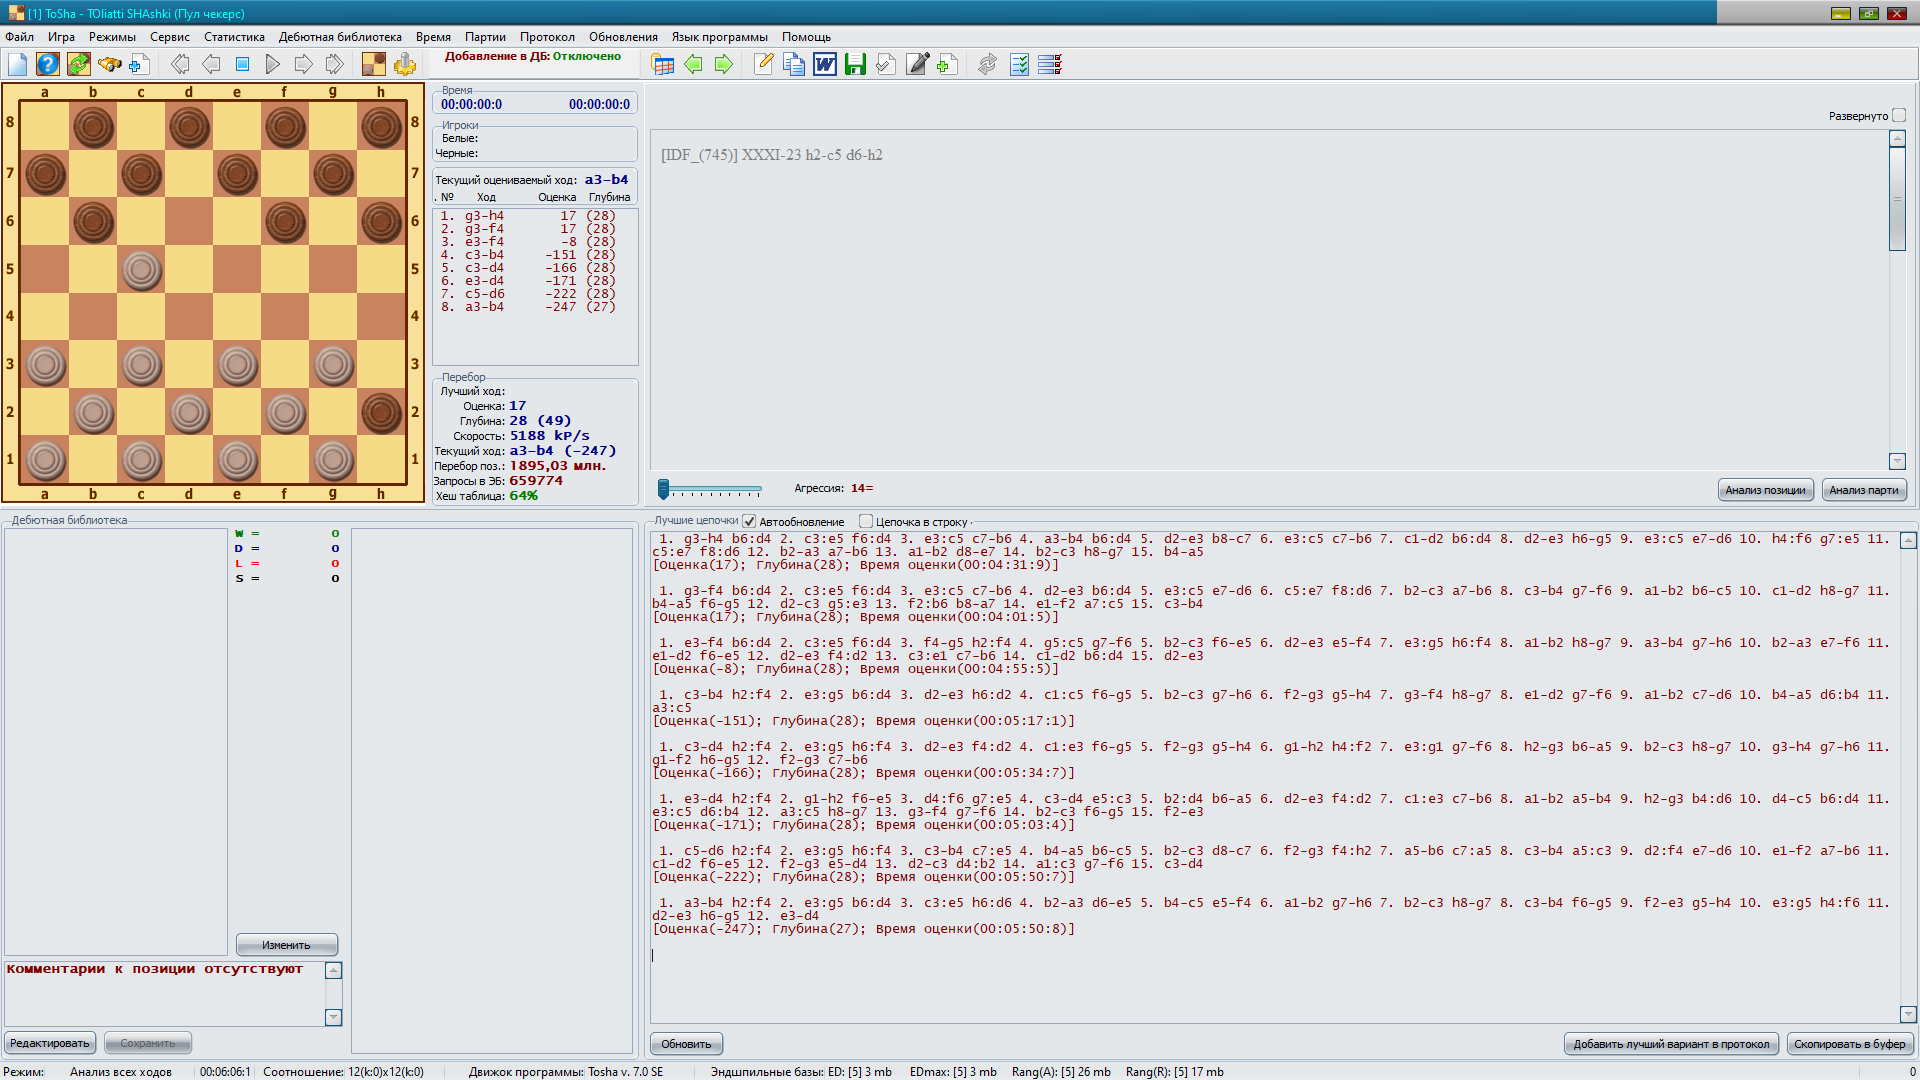 [1] ToSha - TOliatti SHAshki (Пул чекерс)
Файл Игра Режимы Сервис Статистика Дебютная библиотека Время Партии Протокол Обновления Язык программы Помощь
Добавление в ДБ: Отключено
a b c d e f g h
8 8
7 7
6 6
5 5
4 4
3 3
2 2
1 1
a b c d e f g h
Время
00:00:00:0 00:00:00:0
Игроки
Белые:
Черные:
Текущий оцениваемый ход: a3-b4
. № Ход Оценка Глубина
1. g3-h4 17 (28)
2. g3-f4 17 (28)
3. e3-f4 -8 (28)
4. c3-b4 -151 (28)
5. c3-d4 -166 (28)
6. e3-d4 -171 (28)
7. c5-d6 -222 (28)
8. a3-b4 -247 (27)
Перебор
Лучший ход:
Оценка: 17
Глубина: 28 (49)
Скорость: 5188 kP/s
Текущий ход: a3-b4 (-247)
Перебор поз.: 1895,03 млн.
Запросы в ЭБ: 659774
Хеш таблица: 64%
Развернуто
[IDF_(745)] XXXI-23 h2-c5 d6-h2
Агрессия: 14=
Анализ позиции Анализ парти
Дебютная библиотека
W = 0
D = 0
L = 0
S = 0
Изменить
Комментарии к позиции отсутствуют
Редактировать Сохранить
Лучшие цепочки Автообновление Цепочка в строку
1. g3-h4 b6:d4 2. c3:e5 f6:d4 3. e3:c5 c7-b6 4. a3-b4 b6:d4 5. d2-e3 b8-c7 6. e3:c5 c7-b6 7. c1-d2 b6:d4 8. d2-e3 h6-g5 9. e3:c5 e7-d6 10. h4:f6 g7:e5 11.
c5:e7 f8:d6 12. b2-a3 a7-b6 13. a1-b2 d8-e7 14. b2-c3 h8-g7 15. b4-a5
[Оценка(17); Глубина(28); Время оценки(00:04:31:9)]
1. g3-f4 b6:d4 2. c3:e5 f6:d4 3. e3:c5 c7-b6 4. d2-e3 b6:d4 5. e3:c5 e7-d6 6. c5:e7 f8:d6 7. b2-c3 a7-b6 8. c3-b4 g7-f6 9. a1-b2 b6-c5 10. c1-d2 h8-g7 11.
b4-a5 f6-g5 12. d2-c3 g5:e3 13. f2:b6 b8-a7 14. e1-f2 a7:c5 15. c3-b4
[Оценка(17); Глубина(28); Время оценки(00:04:01:5)]
1. e3-f4 b6:d4 2. c3:e5 f6:d4 3. f4-g5 h2:f4 4. g5:c5 g7-f6 5. b2-c3 f6-e5 6. d2-e3 e5-f4 7. e3:g5 h6:f4 8. a1-b2 h8-g7 9. a3-b4 g7-h6 10. b2-a3 e7-f6 11.
e1-d2 f6-e5 12. d2-e3 f4:d2 13. c3:e1 c7-b6 14. c1-d2 b6:d4 15. d2-e3
[Оценка(-8); Глубина(28); Время оценки(00:04:55:5)]
1. c3-b4 h2:f4 2. e3:g5 b6:d4 3. d2-e3 h6:d2 4. c1:c5 f6-g5 5. b2-c3 g7-h6 6. f2-g3 g5-h4 7. g3-f4 h8-g7 8. e1-d2 g7-f6 9. a1-b2 c7-d6 10. b4-a5 d6:b4 11.
a3:c5
[Оценка(-151); Глубина(28); Время оценки(00:05:17:1)]
1. c3-d4 h2:f4 2. e3:g5 h6:f4 3. d2-e3 f4:d2 4. c1:e3 f6-g5 5. f2-g3 g5-h4 6. g1-h2 h4:f2 7. e3:g1 g7-f6 8. h2-g3 b6-a5 9. b2-c3 h8-g7 10. g3-h4 g7-h6 11.
g1-f2 h6-g5 12. f2-g3 c7-b6
[Оценка(-166); Глубина(28); Время оценки(00:05:34:7)]
1. e3-d4 h2:f4 2. g1-h2 f6-e5 3. d4:f6 g7:e5 4. c3-d4 e5:c3 5. b2:d4 b6-a5 6. d2-e3 f4:d2 7. c1:e3 c7-b6 8. a1-b2 a5-b4 9. h2-g3 b4:d6 10. d4-c5 b6:d4 11.
e3:c5 d6:b4 12. a3:c5 h8-g7 13. g3-f4 g7-f6 14. b2-c3 f6-g5 15. f2-e3
[Оценка(-171); Глубина(28); Время оценки(00:05:03:4)]
1. c5-d6 h2:f4 2. e3:g5 h6:f4 3. c3-b4 c7:e5 4. b4-a5 b6-c5 5. b2-c3 d8-c7 6. f2-g3 f4:h2 7. a5-b6 c7:a5 8. c3-b4 a5:c3 9. d2:f4 e7-d6 10. e1-f2 a7-b6 11.
c1-d2 f6-e5 12. f2-g3 e5-d4 13. d2-c3 d4:b2 14. a1:c3 g7-f6 15. c3-d4
[Оценка(-222); Глубина(28); Время оценки(00:05:50:7)]
1. a3-b4 h2:f4 2. e3:g5 b6:d4 3. c3:e5 h6:d6 4. b2-a3 d6-e5 5. b4-c5 e5-f4 6. a1-b2 g7-h6 7. b2-c3 h8-g7 8. c3-b4 f6-g5 9. f2-e3 g5-h4 10. e3:g5 h4:f6 11.
d2-e3 h6-g5 12. e3-d4
[Оценка(-247); Глубина(27); Время оценки(00:05:50:8)]
Обновить Добавить лучший вариант в протокол Скопировать в буфер
Режим: Анализ всех ходов 00:06:06:1 Соотношение: 12(k:0)x12(k:0) Движок программы: Tosha v. 7.0 SE Эндшпильные базы: ED: [5] 3 mb EDmax: [5] 3 mb Rang(A): [5] 26 mb Rang(R): [5] 17 mb 0